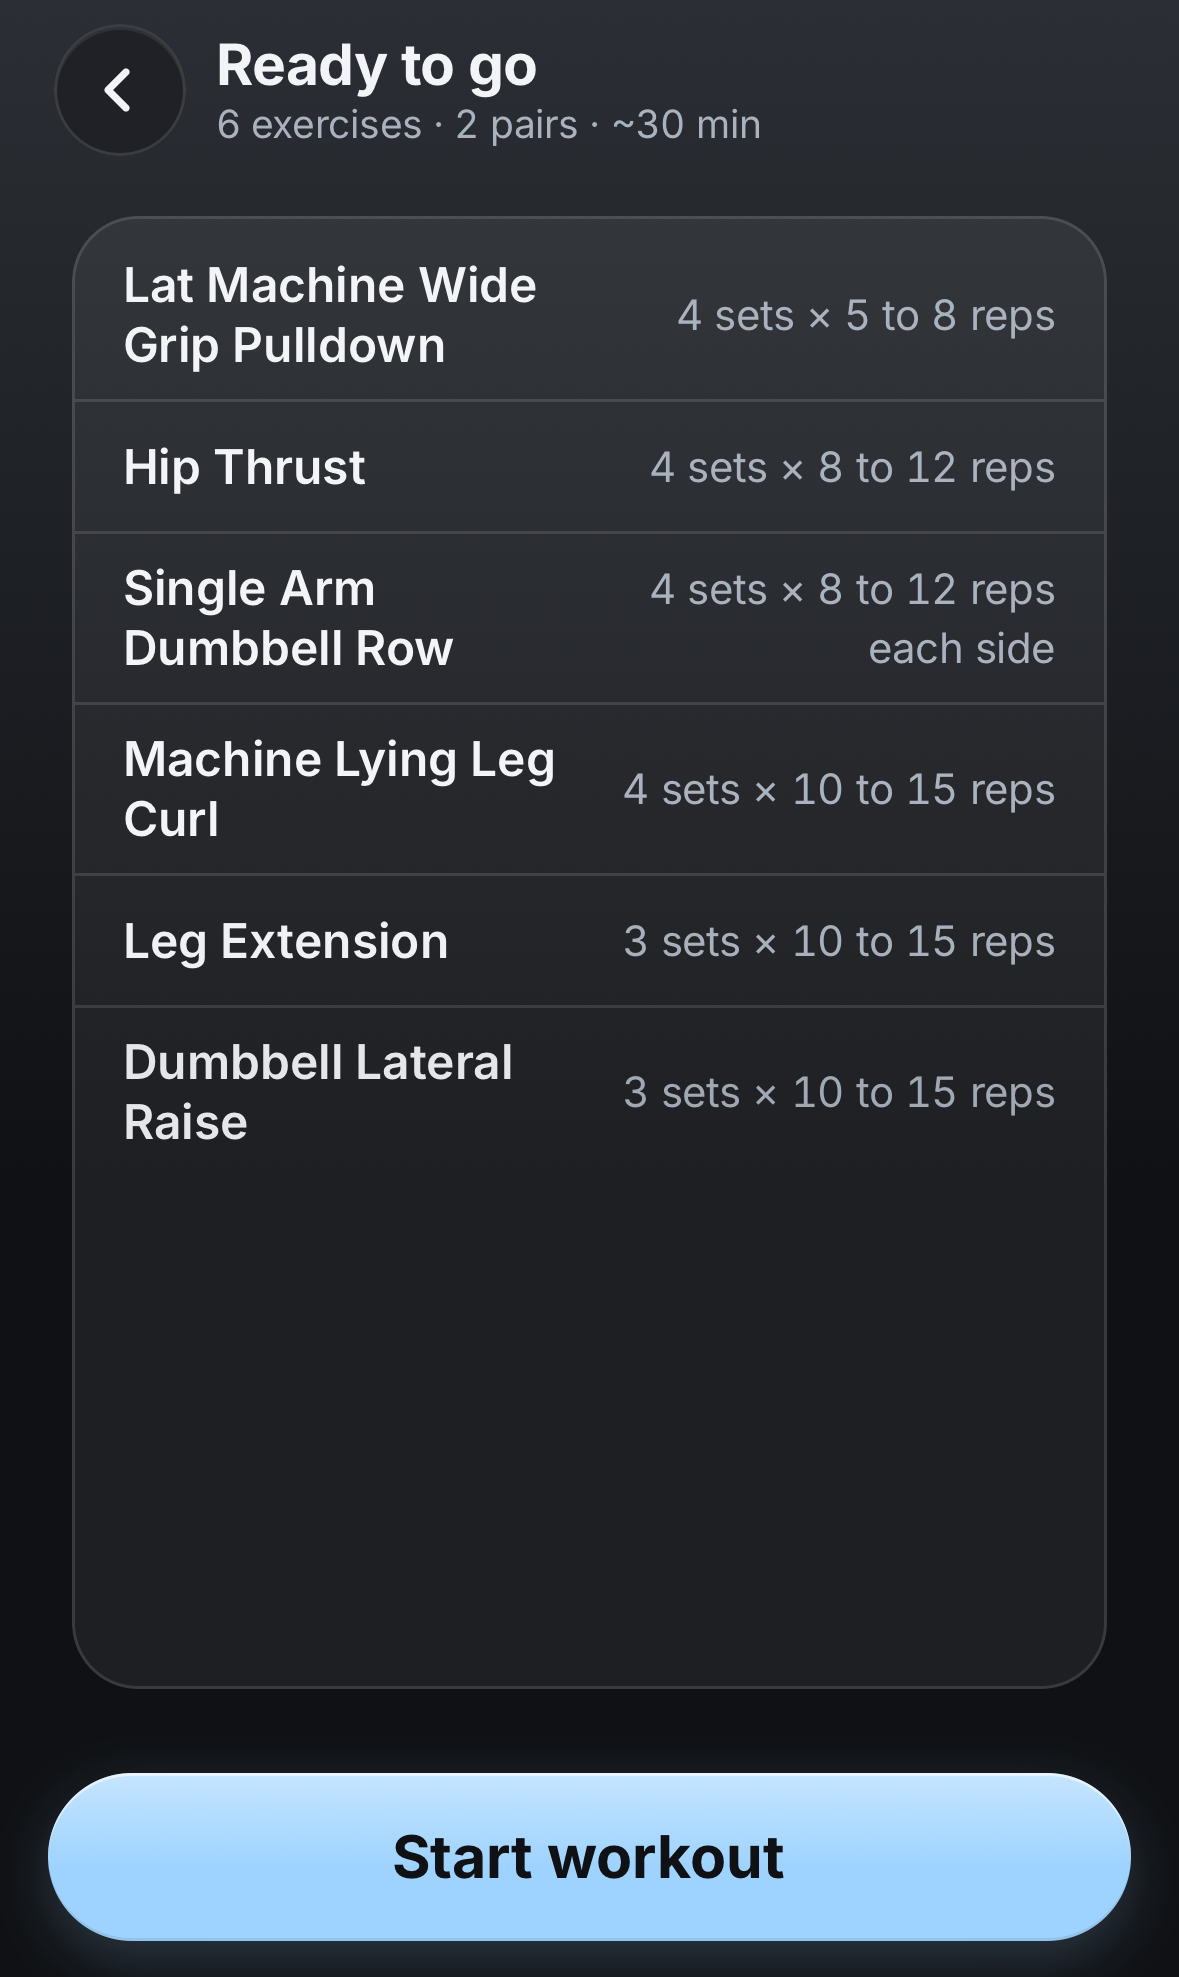 Ready to go
6 exercises · 2 pairs · ~30 min
Lat Machine Wide
Grip Pulldown
4 sets × 5 to 8 reps
Hip Thrust
4 sets × 8 to 12 reps
Single Arm
Dumbbell Row
4 sets × 8 to 12 reps
each side
Machine Lying Leg
Curl
4 sets × 10 to 15 reps
Leg Extension
3 sets × 10 to 15 reps
Dumbbell Lateral
Raise
3 sets × 10 to 15 reps
Start workout